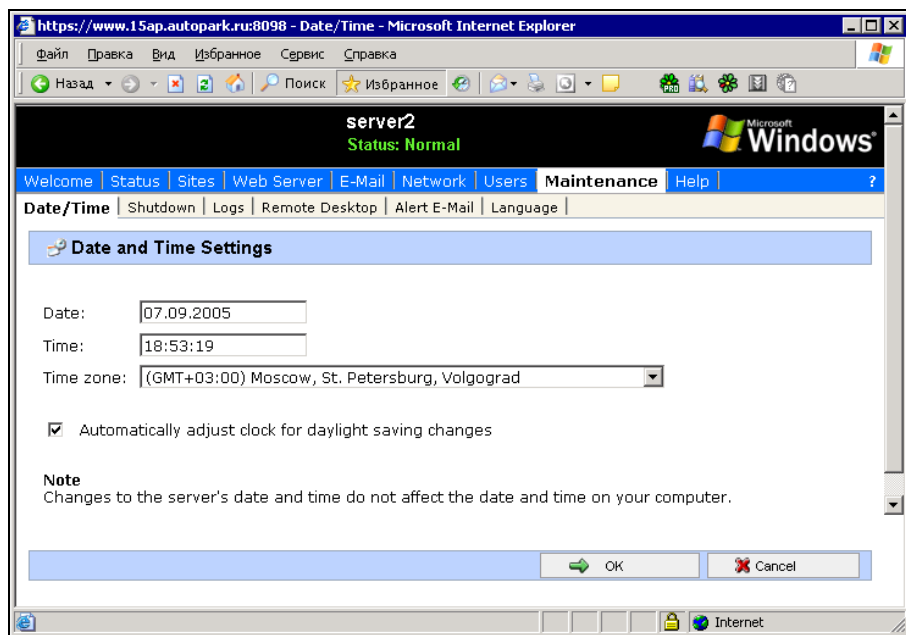 https://www.15ap.autopark.ru:8098 - Date/Time - Microsoft Internet Explorer
Файл Правка Вид Избранное Сервис Справка
Назад Поиск Избранное PRO
server2
Status: Normal
Microsoft
Windows
Welcome Status Sites Web Server E-Mail Network Users Maintenance Help ?
Date/Time Shutdown Logs Remote Desktop Alert E-Mail Language
Date and Time Settings
Date: 07.09.2005
Time: 18:53:19
Time zone: (GMT+03:00) Moscow, St. Petersburg, Volgograd
Automatically adjust clock for daylight saving changes
Note
Changes to the server's date and time do not affect the date and time on your computer.
OK Cancel
Internet